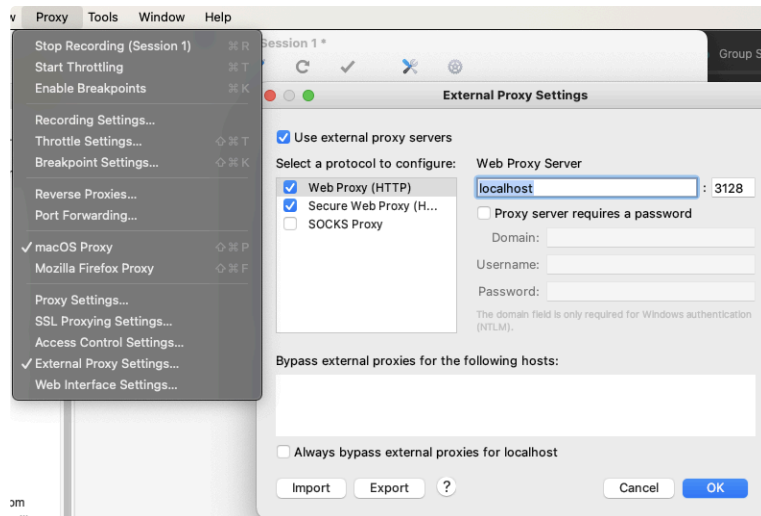 Proxy Tools Window Help
Stop Recording (Session 1) ⌘ R
Start Throttling ⌘ T
Enable Breakpoints ⌘ K
Recording Settings...
Throttle Settings... ⇧ ⌘ T
Breakpoint Settings... ⇧ ⌘ K
Reverse Proxies...
Port Forwarding...
✓ macOS Proxy ⇧ ⌘ P
Mozilla Firefox Proxy ⇧ ⌘ F
Proxy Settings...
SSL Proxying Settings...
Access Control Settings...
✓ External Proxy Settings...
Web Interface Settings...
Session 1 *
Group S
External Proxy Settings
Use external proxy servers
Select a protocol to configure:
Web Proxy (HTTP)
Secure Web Proxy (H...
SOCKS Proxy
Web Proxy Server
localhost : 3128
Proxy server requires a password
Domain:
Username:
Password:
The domain field is only required for Windows authentication
(NTLM).
Bypass external proxies for the following hosts:
Always bypass external proxies for localhost
Import Export ? Cancel OK
om